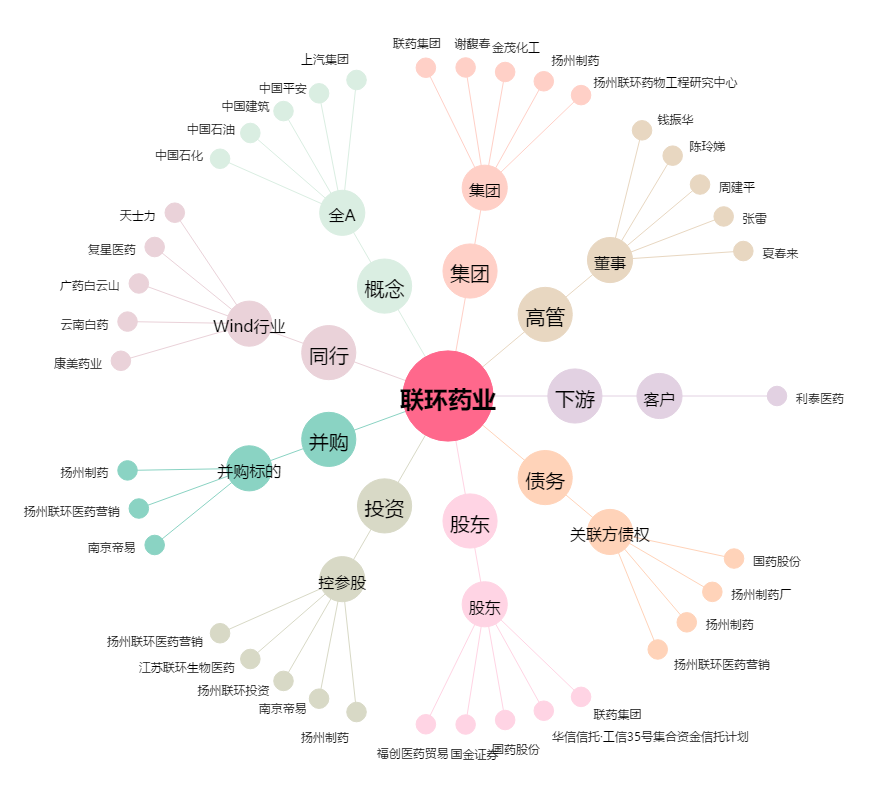 联药集团
谢馥春
金茂化工
扬州制药
扬州联环药物工程研究中心
集团
集团
上汽集团
中国平安
中国建筑
中国石油
中国石化
全A
概念
钱振华
陈玲娣
周建平
张雷
夏春来
董事
高管
天士力
复星医药
广药白云山
云南白药
康美药业
Wind行业
同行
联环药业
下游
客户
利泰医药
并购
并购标的
扬州制药
扬州联环医药营销
南京帝易
债务
关联方债权
国药股份
扬州制药厂
扬州制药
扬州联环医药营销
投资
控参股
扬州联环医药营销
江苏联环生物医药
扬州联环投资
南京帝易
扬州制药
股东
股东
联药集团
华信信托·工信35号集合资金信托计划
国药股份
国金证券
福创医药贸易